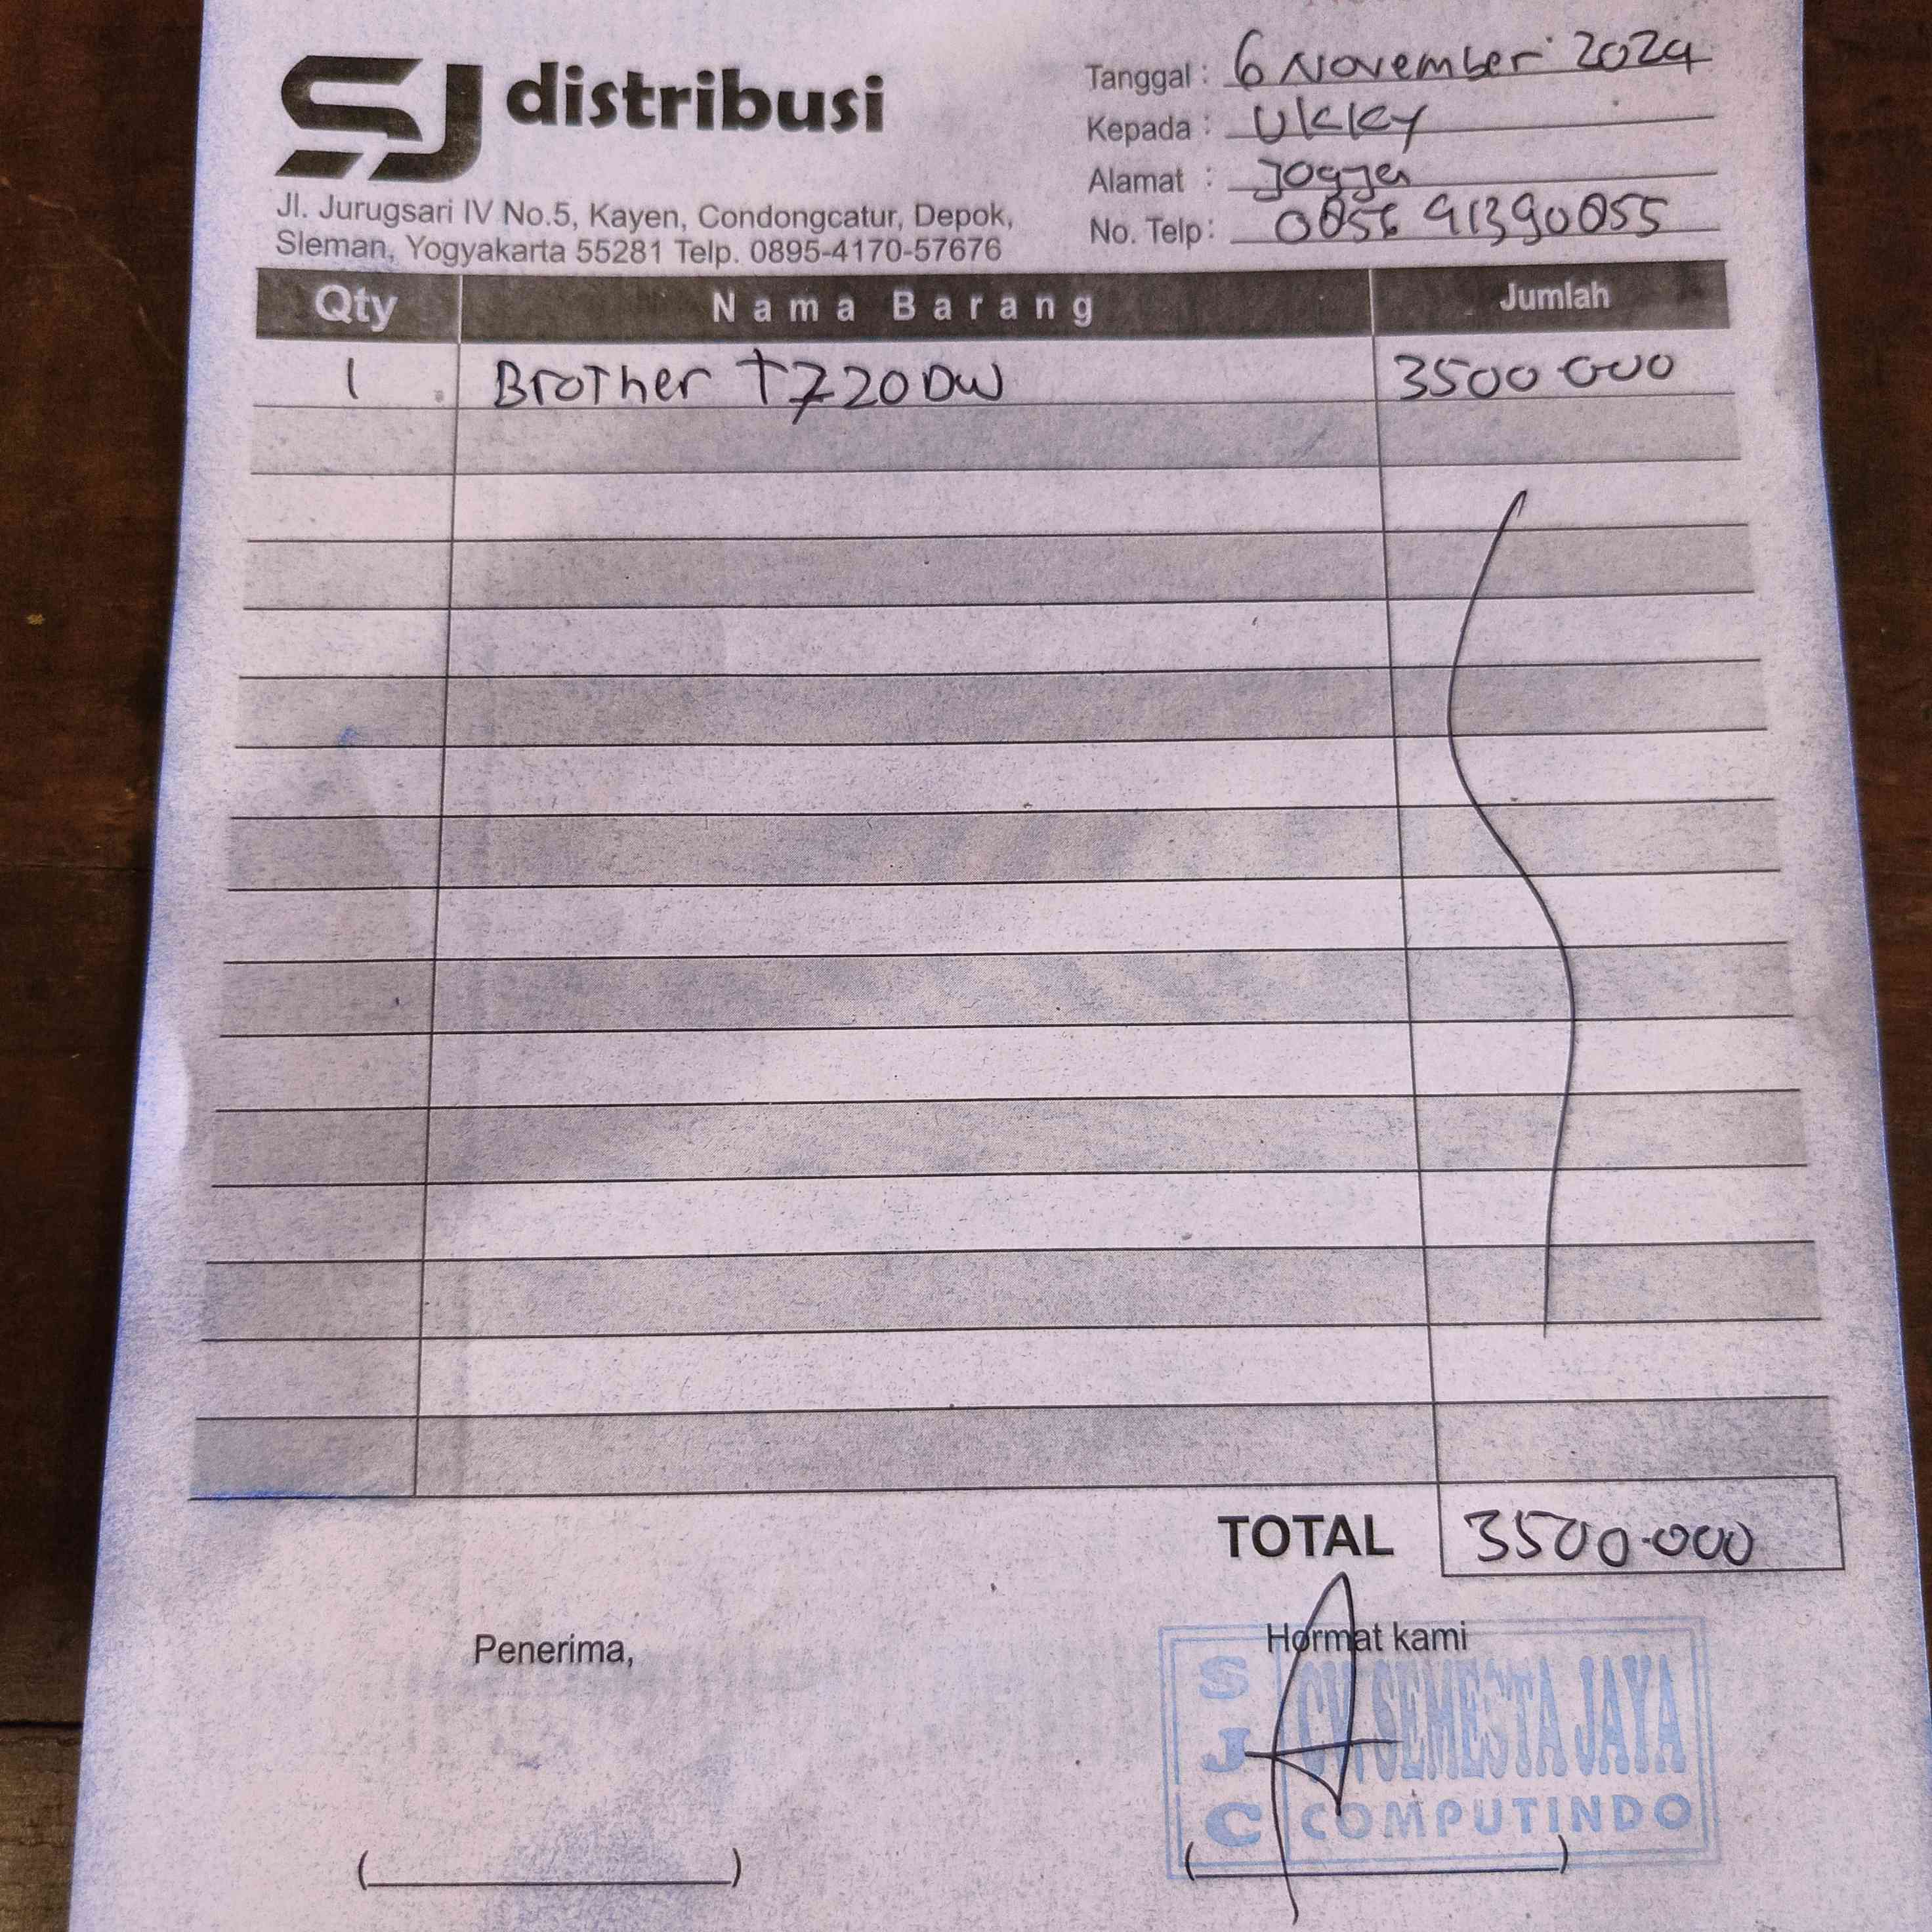 SJ distribusi
Jl. Jurugsari IV No.5, Kayen, Condongcatur, Depok,
Sleman, Yogyakarta 55281 Telp. 0895-4170-57676
Tanggal : 6 November 2024
Kepada : Ukky
Alamat : Jogja
No. Telp: 085691390855
Qty Nama Barang Jumlah
1 Brother T720DW 3500 000
TOTAL 3500.000
Penerima,
Hormat kami
SJC
CV. SEMESTA JAYA
COMPUTINDO